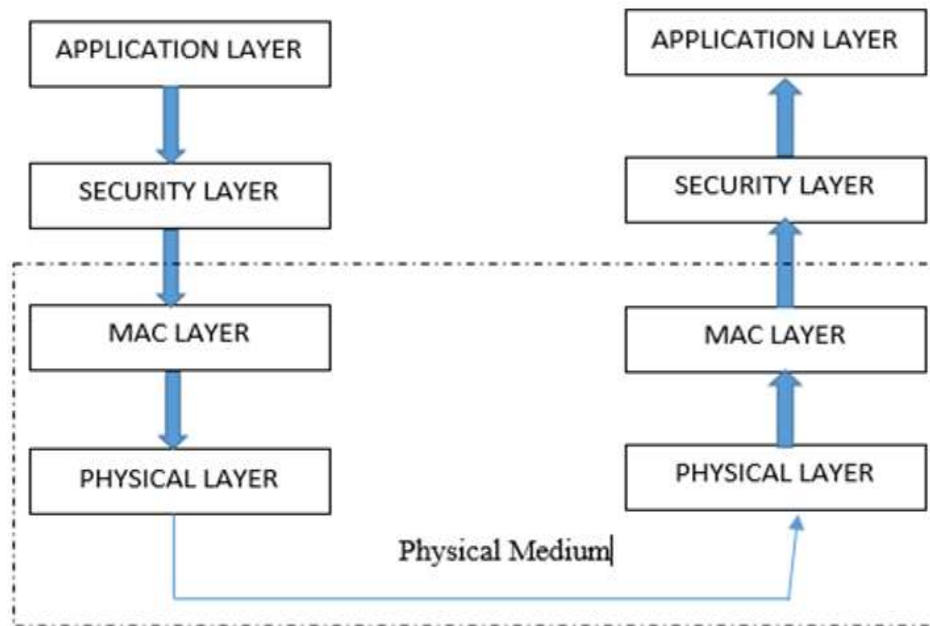 APPLICATION LAYER
SECURITY LAYER
MAC LAYER
PHYSICAL LAYER
Physical Medium
APPLICATION LAYER
SECURITY LAYER
MAC LAYER
PHYSICAL LAYER